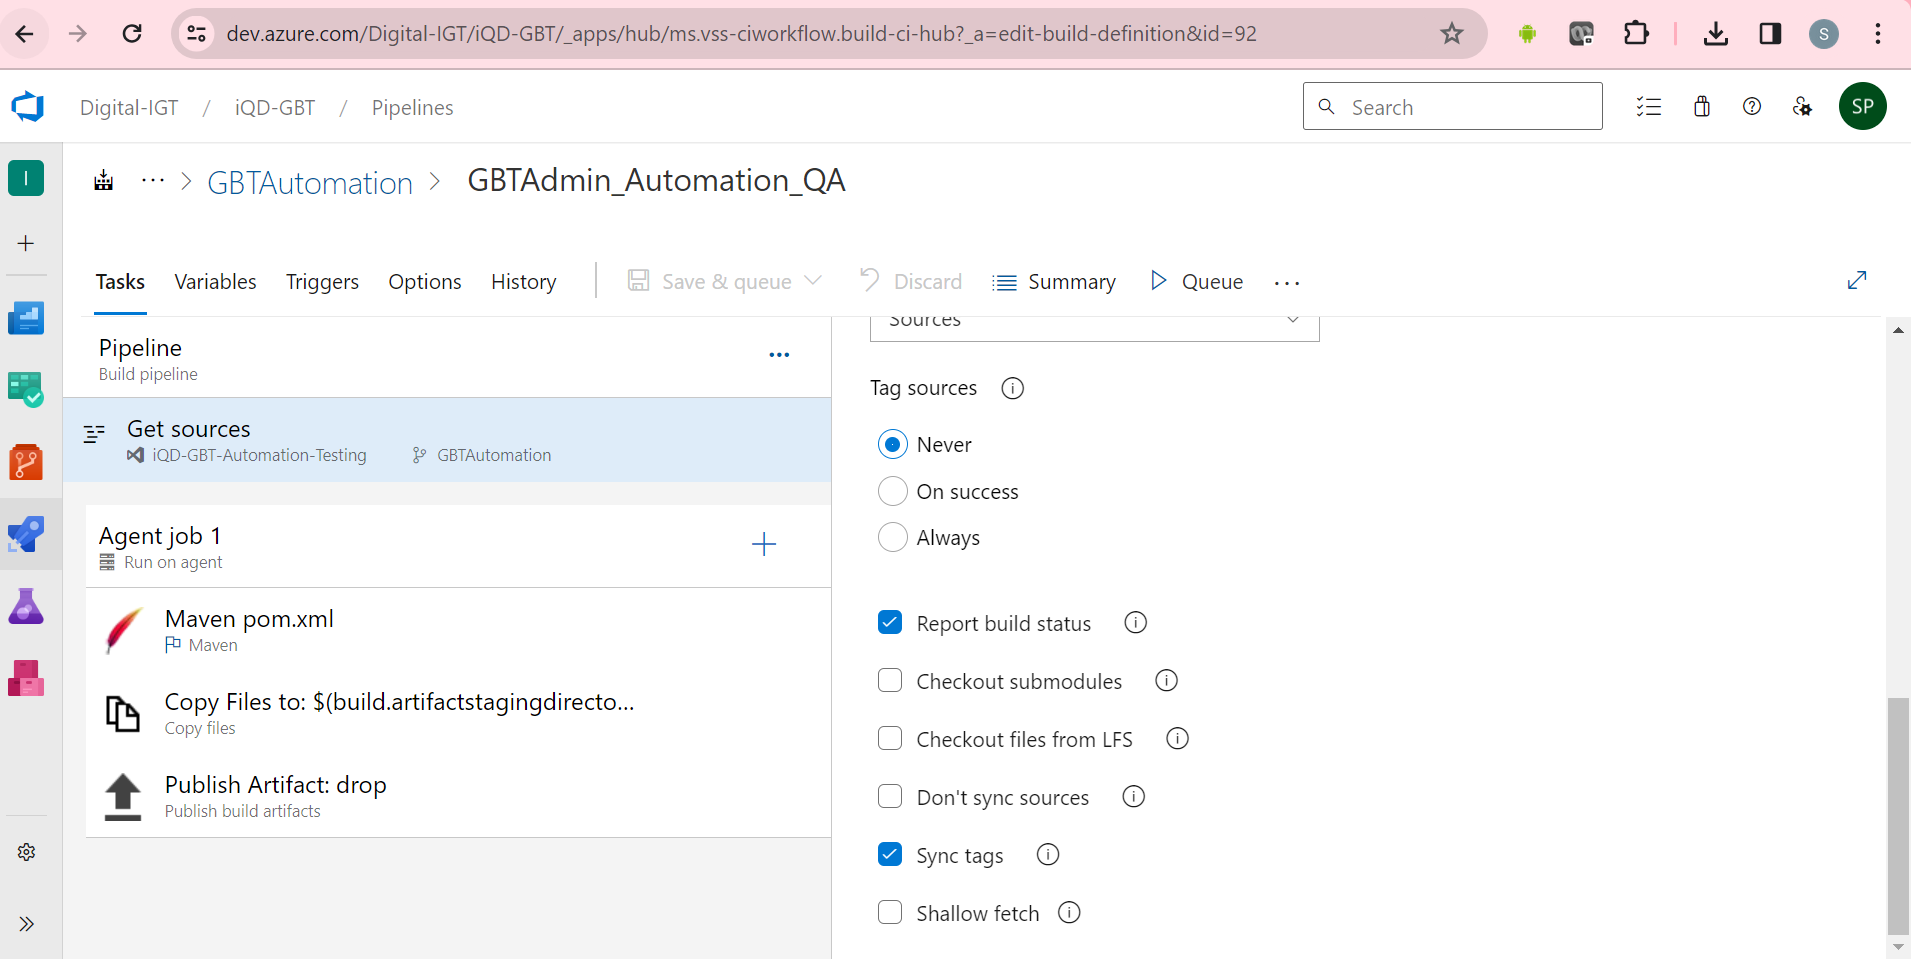 dev.azure.com/Digital-IGT/iQD-GBT/_apps/hub/ms.vss-ciworkflow.build-ci-hub?_a=edit-build-definition&id=92
S
Digital-IGT / iQD-GBT / Pipelines
Search
SP
I
··· > GBTAutomation > GBTAdmin_Automation_QA
Tasks Variables Triggers Options History Save & queue Discard Summary Queue ···
Pipeline
Build pipeline
Get sources
iQD-GBT-Automation-Testing GBTAutomation
Agent job 1
Run on agent
Maven pom.xml
Maven
Copy Files to: $(build.artifactstagingdirecto...
Copy files
Publish Artifact: drop
Publish build artifacts
Sources
Tag sources
Never
On success
Always
Report build status
Checkout submodules
Checkout files from LFS
Don't sync sources
Sync tags
Shallow fetch